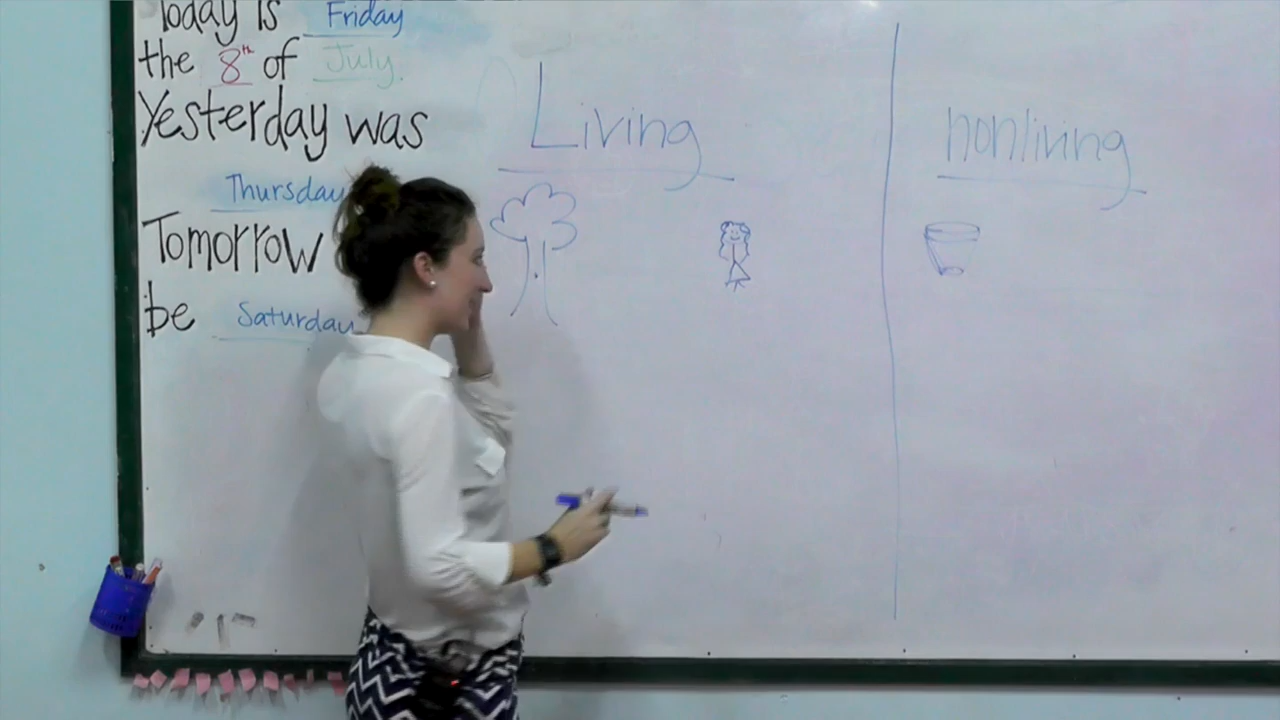 Today is Friday
the 8th of July.
Yesterday was
Thursday
Tomorrow
be Saturday
Living
nonliving